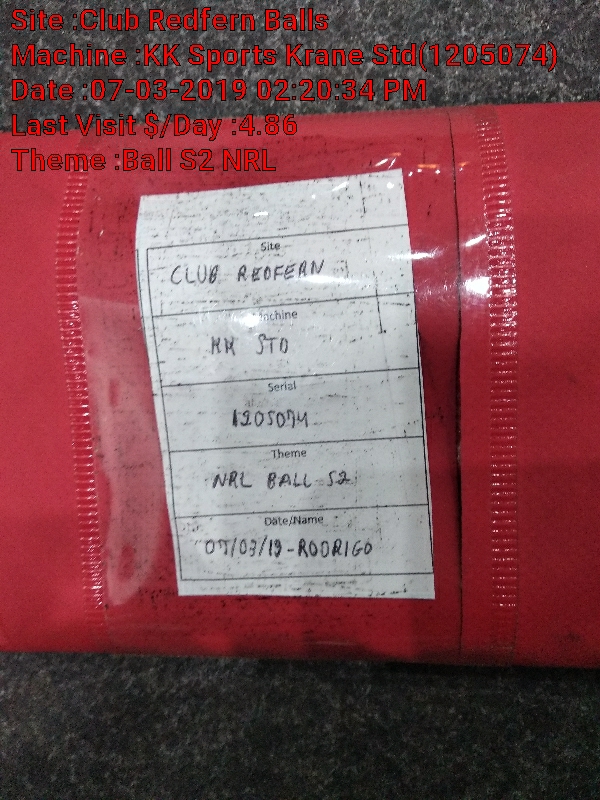 Site :Club Redfern Balls
Machine :KK Sports Krane Std(1205074)
Date :07-03-2019 02:20:34 PM
Last Visit $/Day :4.86
Theme :Ball S2 NRL
Site
CLUB REDFERN
Machine
KK STD
Serial
1205074
Theme
NRL BALL S2
Date/Name
07/03/19-RODRIGO